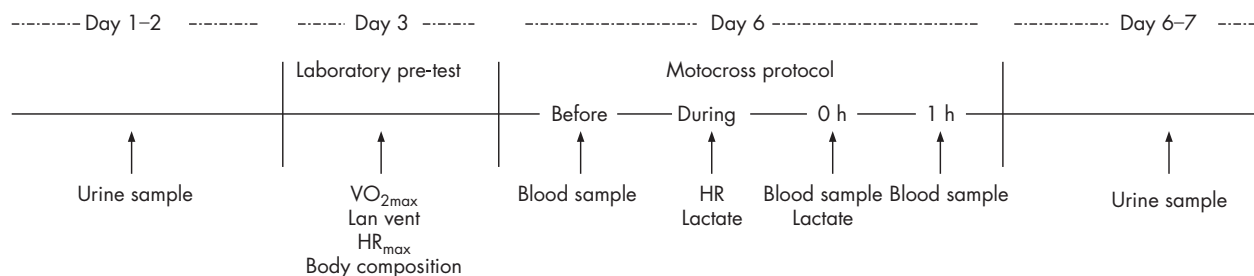 Day 1–2 Day 3 Day 6 Day 6–7
Laboratory pre-test Motocross protocol
Before During 0 h 1 h
Urine sample VO2max Blood sample HR Blood sample Blood sample Urine sample
Lan vent Lactate Lactate
HRmax
Body composition